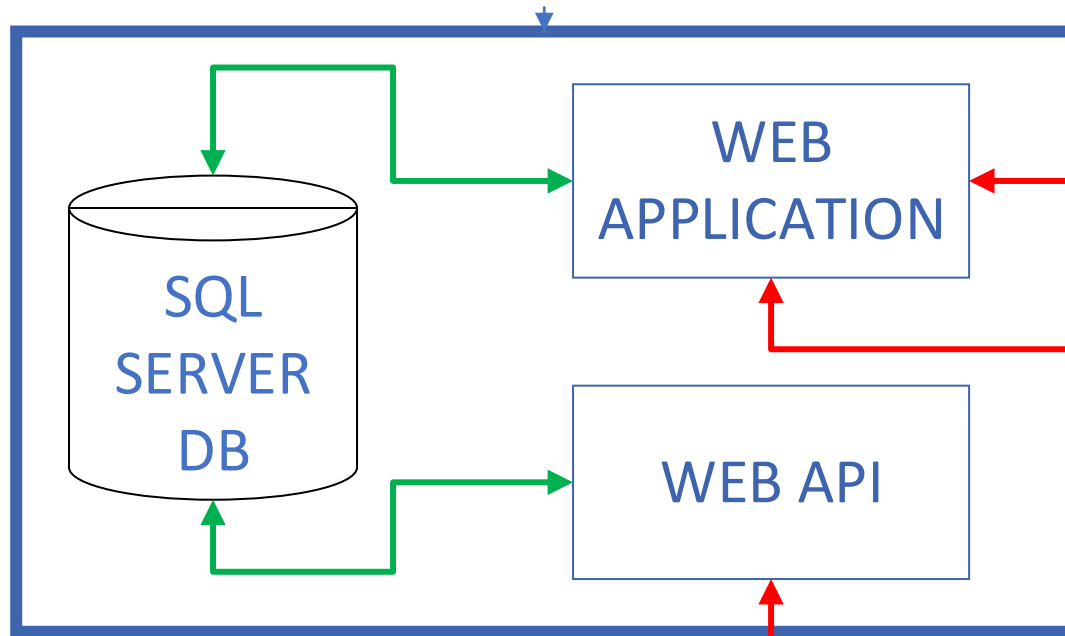 WEB
APPLICATION
SQL
SERVER
DB
WEB API